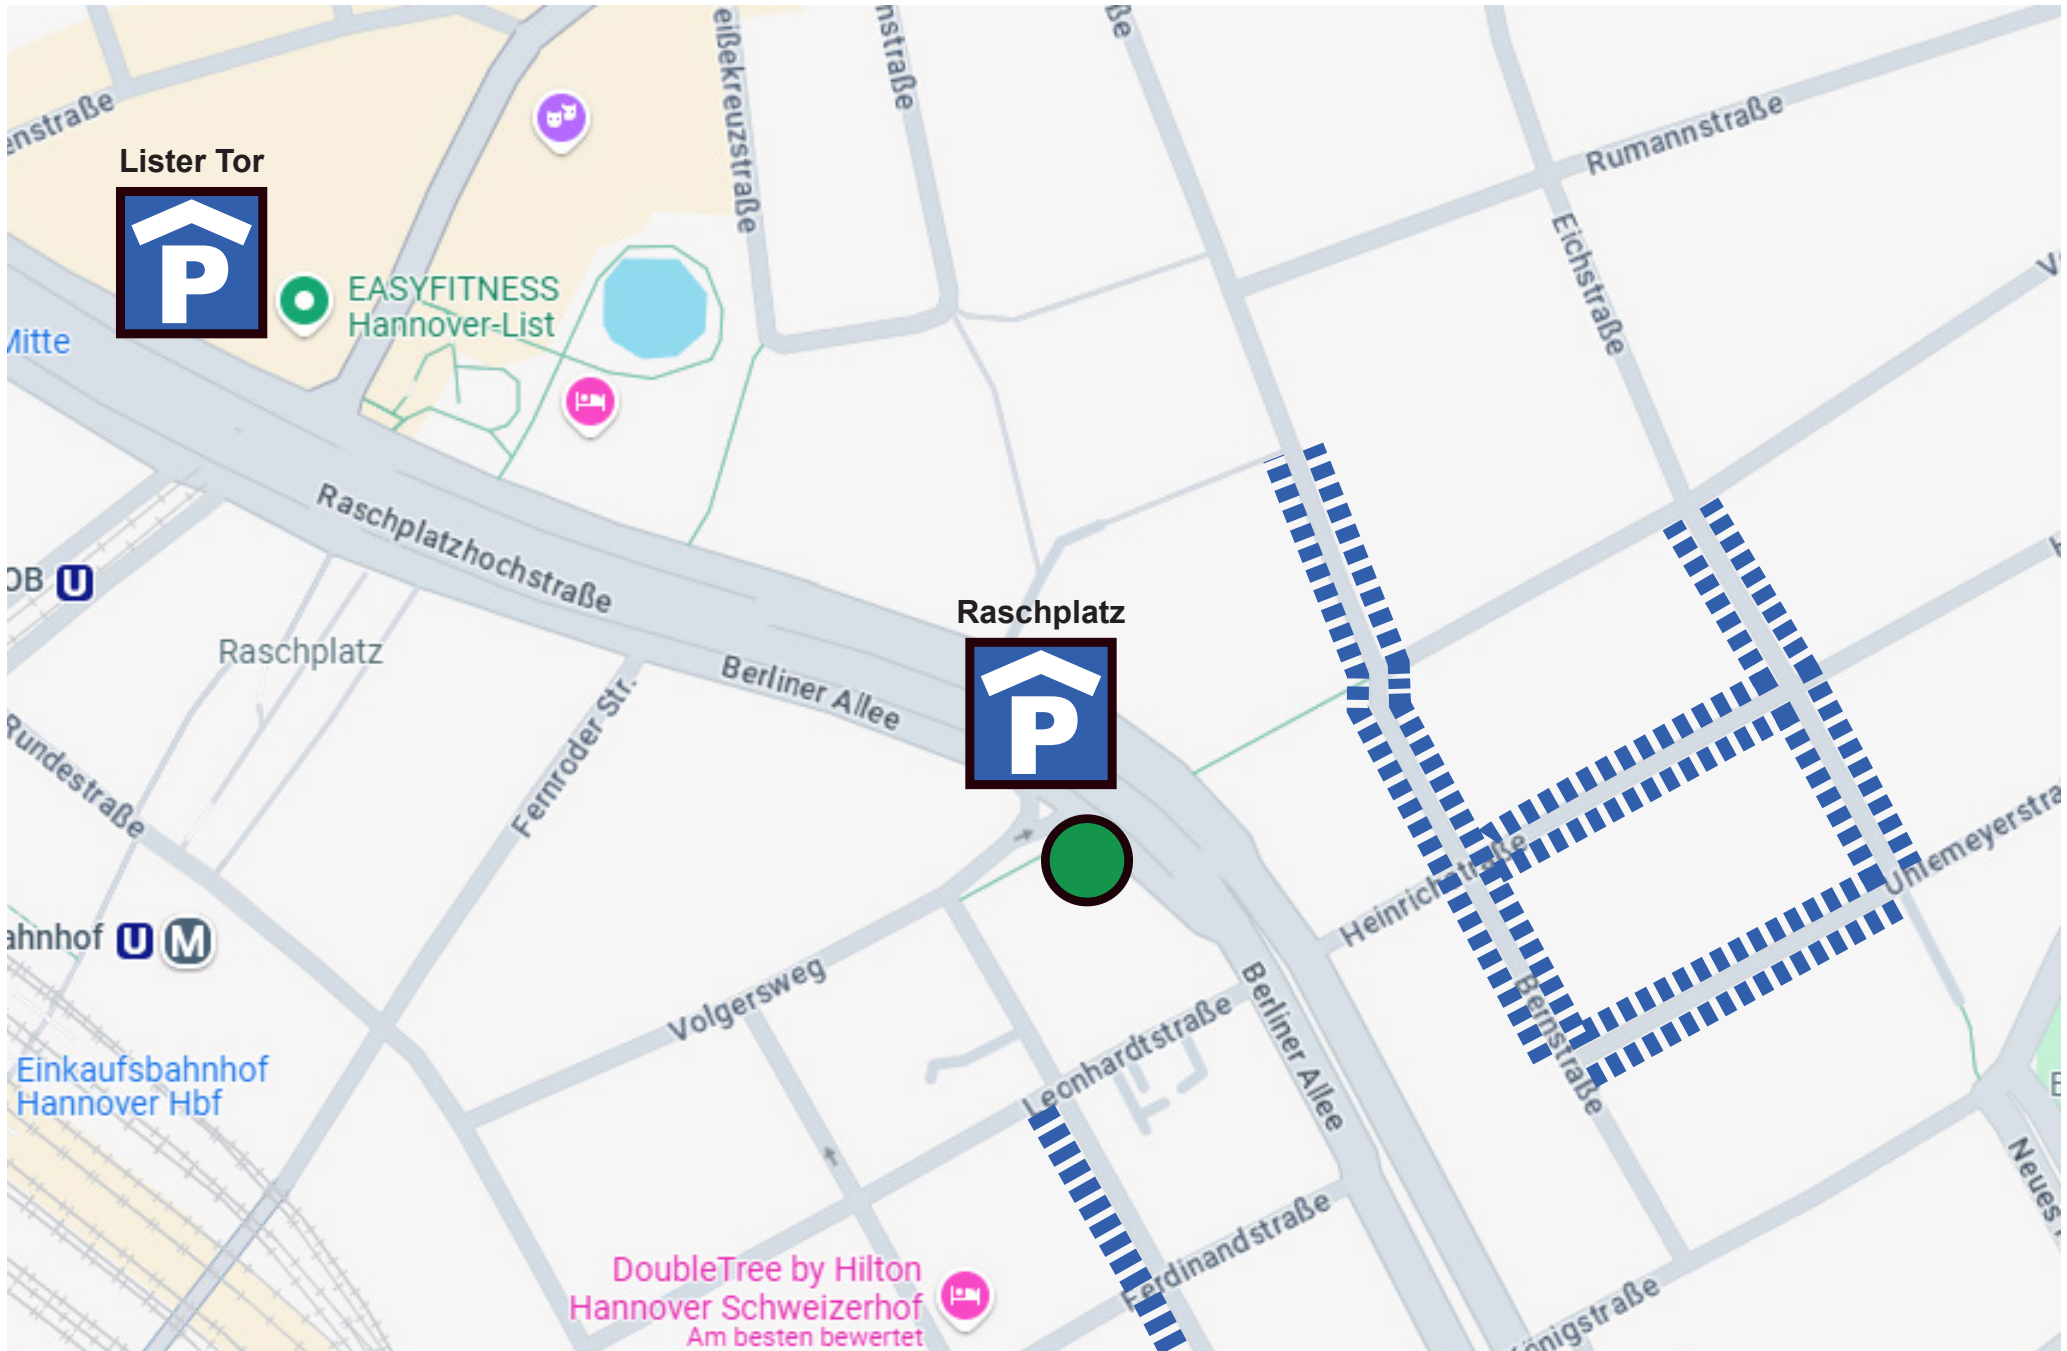 enstraße
Lister Tor
P
EASYFITNESS
Hannover-List
Mitte
eißekreuzstraße
nstraße
ße
Rumannstraße
Eichstraße
Raschplatzhochstraße
OB U
Raschplatz
Raschplatz
P
Berliner Allee
Fernroder Str.
Rundestraße
ahnhof U M
Volgersweg
Heinrichstraße
Uhlemeyerstra
Berliner Allee
Leonhardtstraße
Bernstraße
Einkaufsbahnhof
Hannover Hbf
Neues
Ferdinandstraße
DoubleTree by Hilton
Hannover Schweizerhof
Am besten bewertet
önigstraße